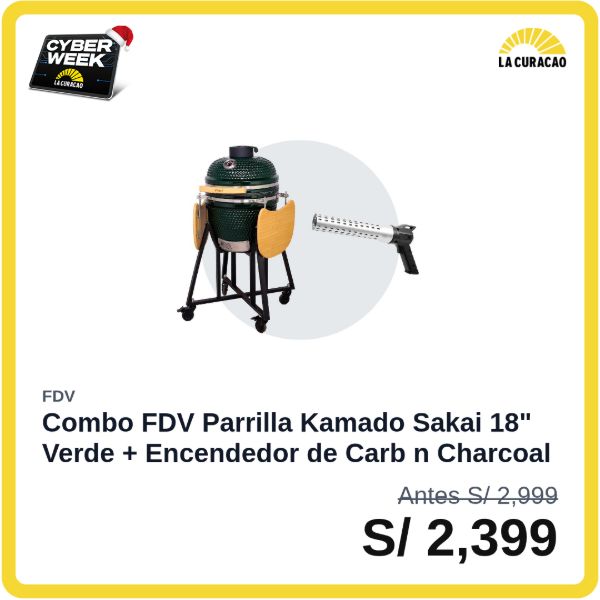 CYBER
WEEK
LA CURACAO
LA CURACAO
FDV
Combo FDV Parrilla Kamado Sakai 18"
Verde + Encendedor de Carb n Charcoal
Antes S/ 2,999
S/ 2,399